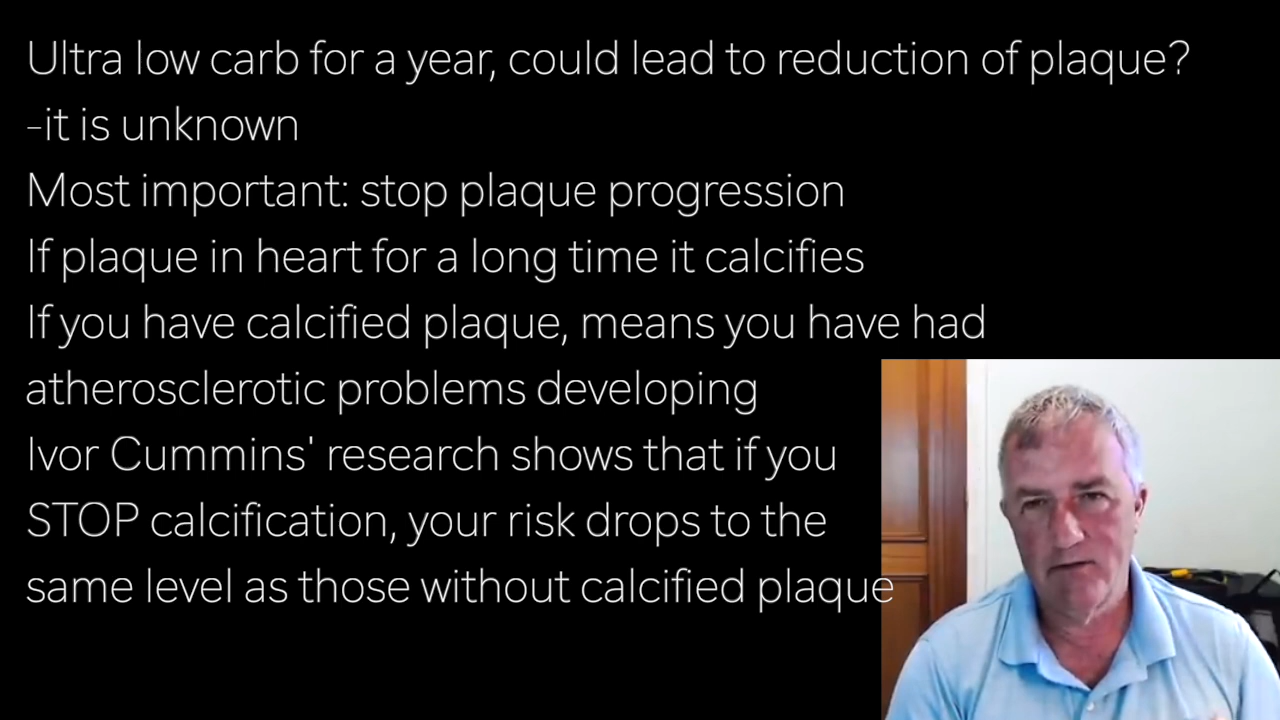 Ultra low carb for a year, could lead to reduction of plaque?
-it is unknown
Most important: stop plaque progression
If plaque in heart for a long time it calcifies
If you have calcified plaque, means you have had
atherosclerotic problems developing
Ivor Cummins' research shows that if you
STOP calcification, your risk drops to the
same level as those without calcified plaque